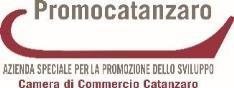 Promocatanzaro
AZIENDA SPECIALE PER LA PROMOZIONE DELLO SVILUPPO
Camera di Commercio Catanzaro